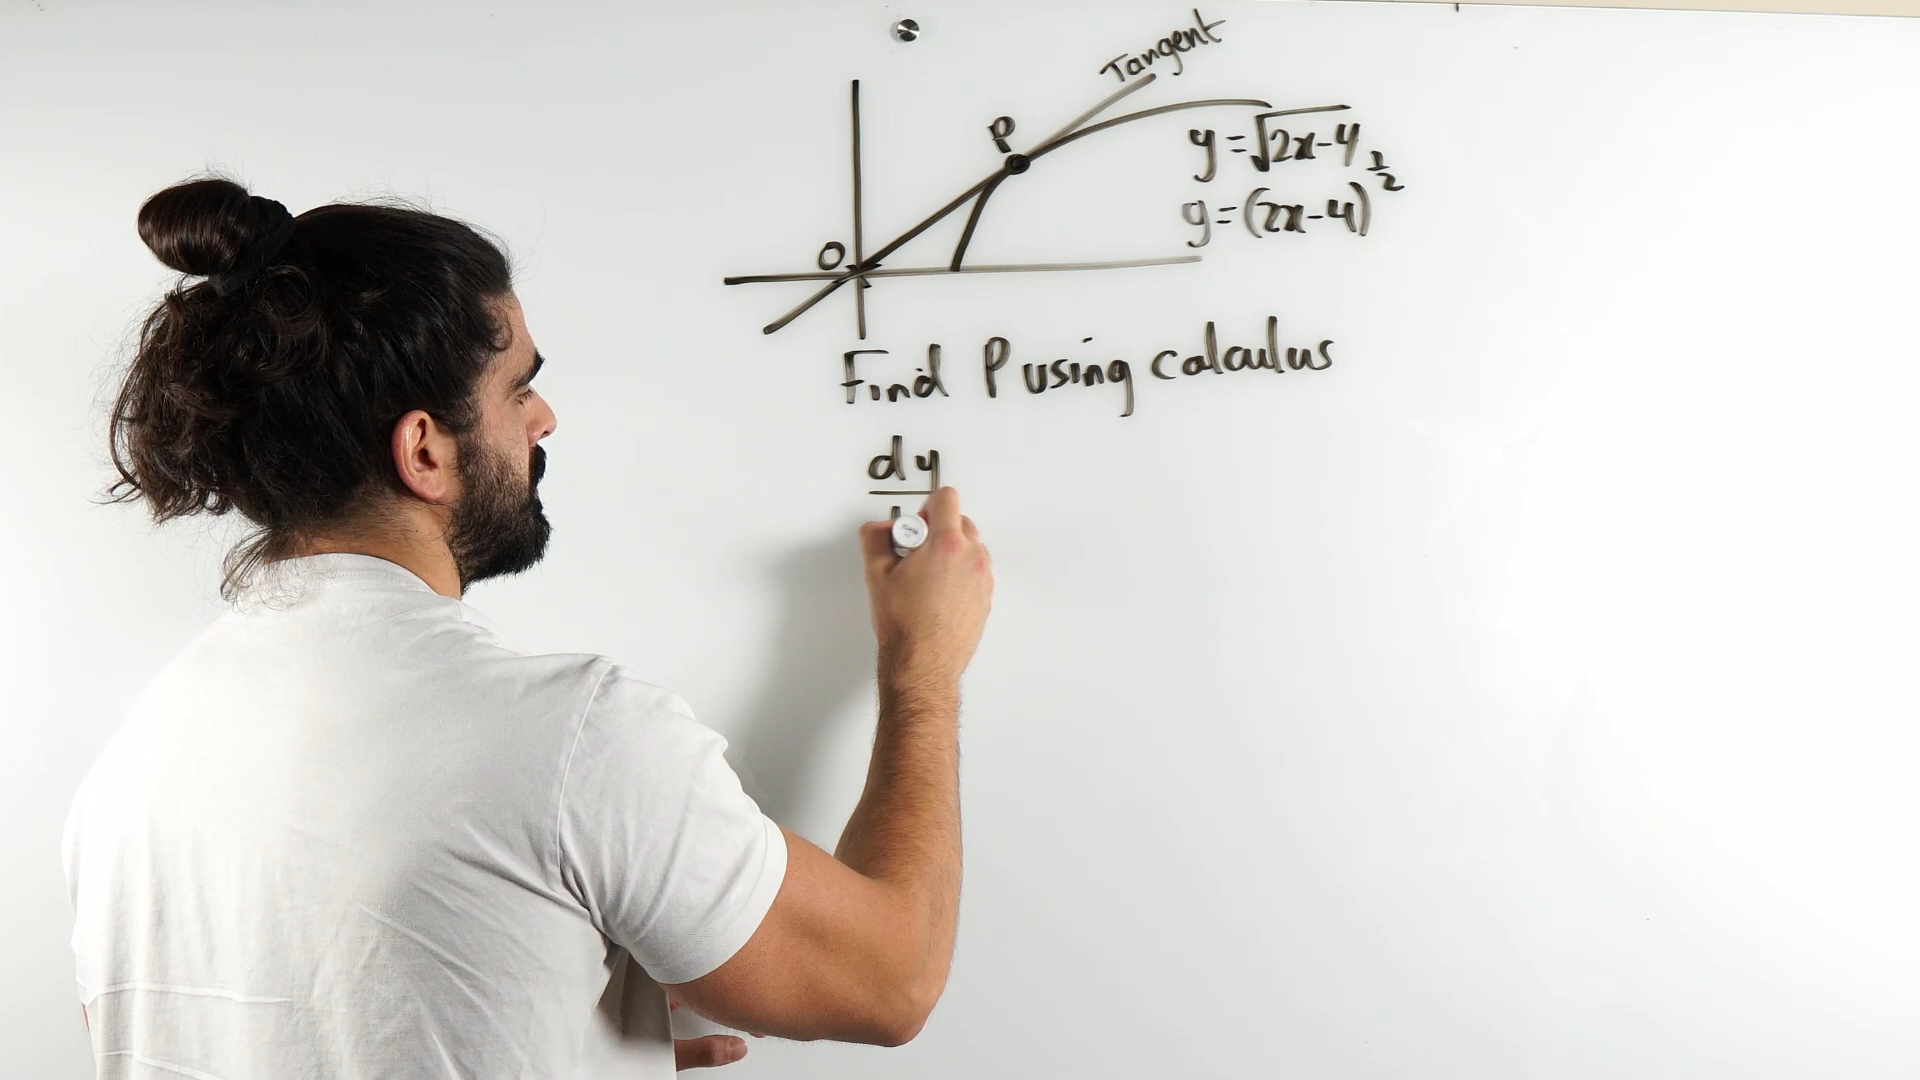 Tangent
P
y=√2x-4
y=(2x-4)^1/2
O
Find P using calculus
dy